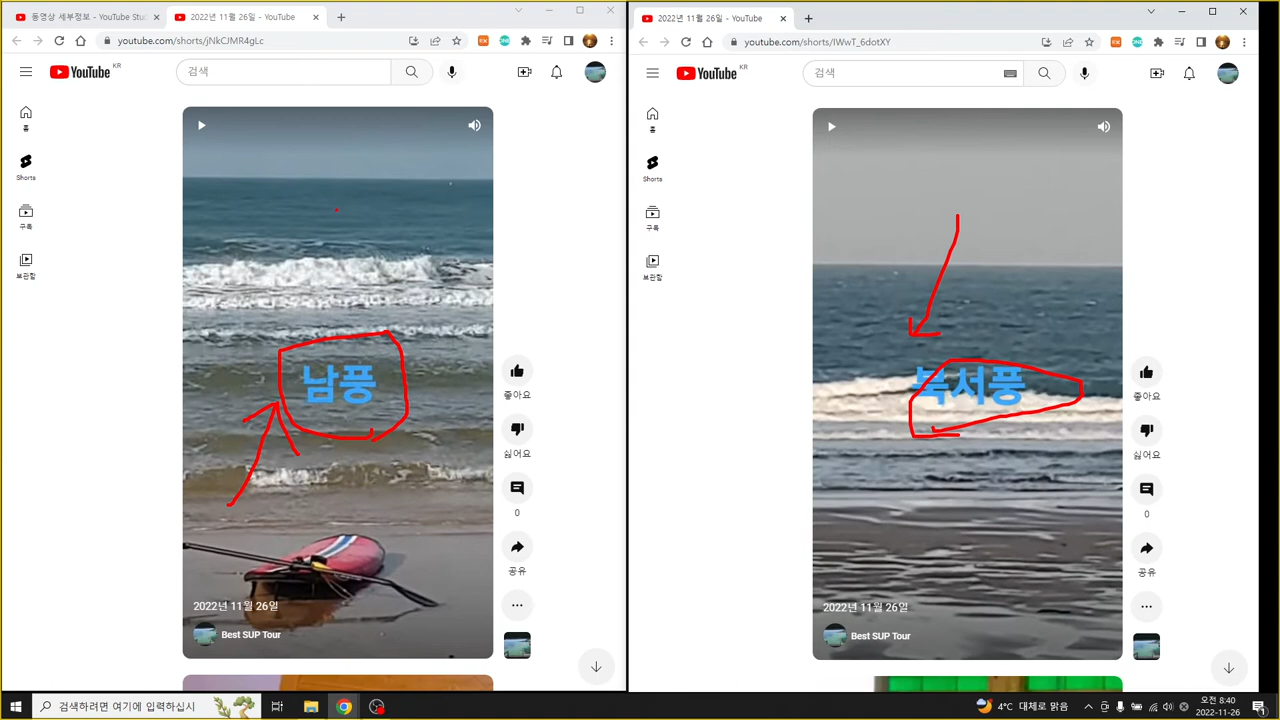 동영상 세부정보 - YouTube Stu
2022년 11월 26일 - YouTube
youtube.com/shorts/jNkCJMR4gLc
YouTube KR
검색
홈
Shorts
구독
보관함
남풍
좋아요
싫어요
0
공유
2022년 11월 26일
Best SUP Tour
2022년 11월 26일 - YouTube
youtube.com/shorts/IWwT_6dotXY
YouTube KR
검색
홈
Shorts
구독
보관함
북서풍
좋아요
싫어요
0
공유
2022년 11월 26일
Best SUP Tour
검색하려면 여기에 입력하십시
4°C 대체로 맑음
오전 8:40
2022-11-26
1